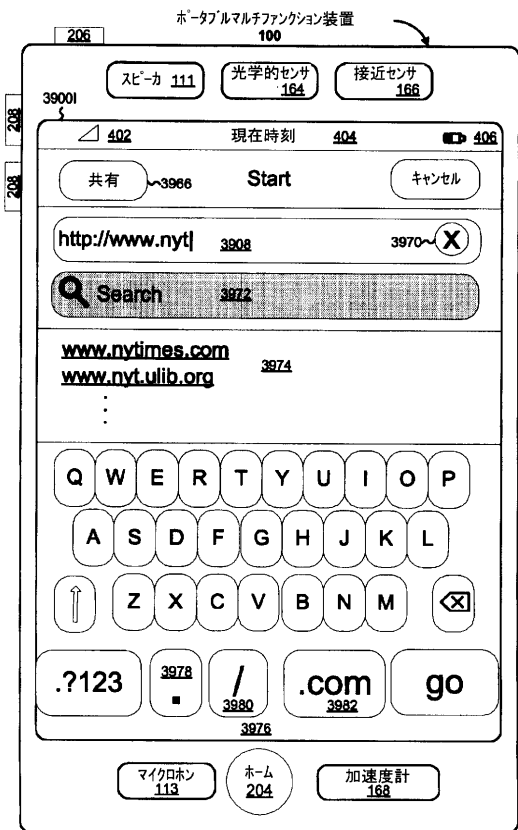 ポータブルマルチファンクション装置
206
100
スピーカ 111
光学的センサ
164
接近センサ
166
3900I
208
208
402
現在時刻
404
406
共有
3966
Start
キャンセル
http://www.nyt
3908
3970
X
Search
3972
www.nytimes.com
www.nyt.ulib.org
3974
Q W E R T Y U I O P
A S D F G H J K L
Z X C V B N M
.?123
3978
.
/
3980
.com
3982
go
3976
マイクロホン
113
ホーム
204
加速度計
168